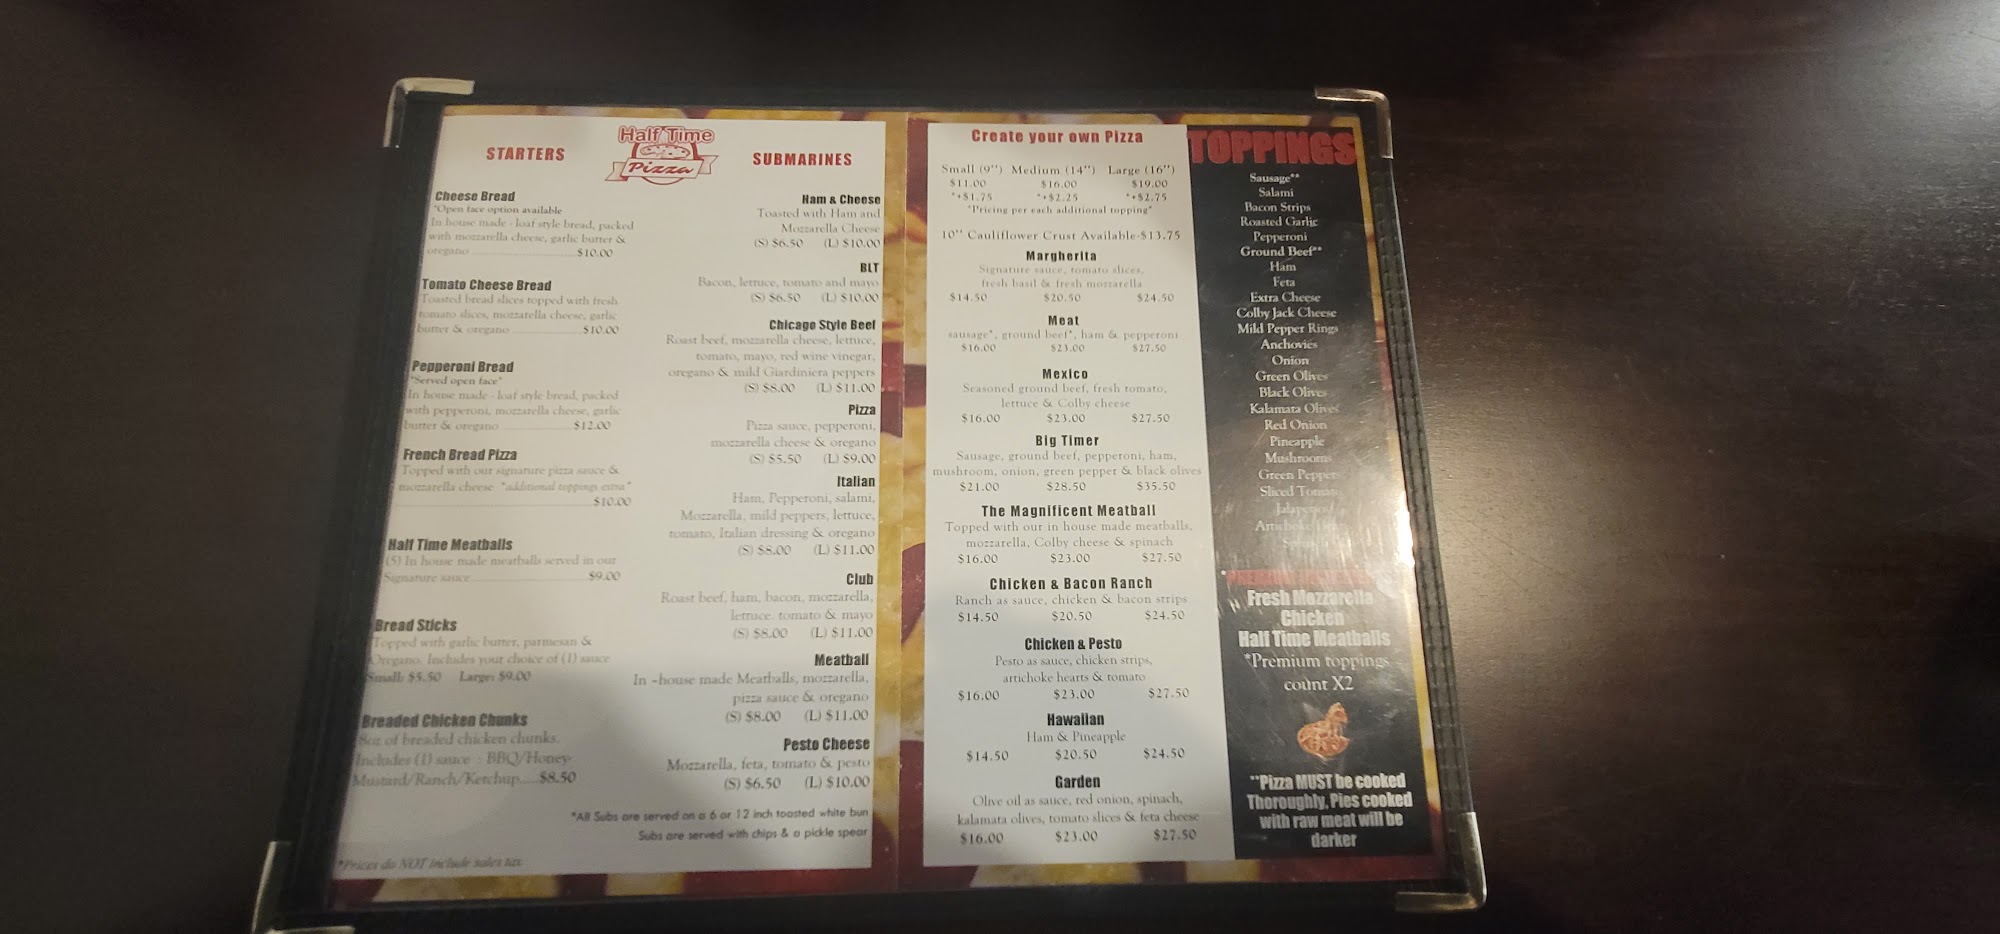 Half Time
Pizza
STARTERS
Cheese Bread
*Open face option available
In house made - loaf style bread, packed
with mozzarella cheese, garlic butter &
oregano $10.00
Tomato Cheese Bread
Toasted bread slices topped with fresh
tomato slices, mozzarella cheese, garlic
butter & oregano $10.00
Pepperoni Bread
*Served open face*
In house made - loaf style bread, packed
with pepperoni, mozzarella cheese, garlic
butter & oregano $12.00
French Bread Pizza
Topped with our signature pizza sauce &
mozzarella cheese *additional toppings extra*
$10.00
Half Time Meatballs
(5) In house made meatballs served in our
Signature sauce $9.00
Bread Sticks
Topped with garlic butter, parmesan &
Oregano. Includes your choice of (1) sauce
Small: $5.50 Large: $9.00
Breaded Chicken Chunks
8oz of breaded chicken chunks.
Includes (1) sauce : BBQ/Honey
Mustard/Ranch/Ketchup.....$8.50
*Prices do NOT include sales tax
SUBMARINES
Ham & Cheese
Toasted with Ham and
Mozzarella Cheese
(S) $6.50 (L) $10.00
BLT
Bacon, lettuce, tomato and mayo
(S) $6.50 (L) $10.00
Chicago Style Beef
Roast beef, mozzarella cheese, lettuce,
tomato, mayo, red wine vinegar,
oregano & mild Giardiniera peppers
(S) $8.00 (L) $11.00
Pizza
Pizza sauce, pepperoni,
mozzarella cheese & oregano
(S) $5.50 (L) $9.00
Italian
Ham, Pepperoni, salami,
Mozzarella, mild peppers, lettuce,
tomato, Italian dressing & oregano
(S) $8.00 (L) $11.00
Club
Roast beef, ham, bacon, mozzarella,
lettuce, tomato & mayo
(S) $8.00 (L) $11.00
Meatball
In -house made Meatballs, mozzarella,
pizza sauce & oregano
(S) $8.00 (L) $11.00
Pesto Cheese
Mozzarella, feta, tomato & pesto
(S) $6.50 (L) $10.00
*All Subs are served on a 6 or 12 inch toasted white bun
Subs are served with chips & a pickle spear
Create your own Pizza
Small (9") Medium (14") Large (16")
$11.00 $16.00 $19.00
*+$1.75 *+$2.25 *+$2.75
*Pricing per each additional topping*
10" Cauliflower Crust Available-$13.75
Margherita
Signature sauce, tomato slices,
fresh basil & fresh mozzarella
$14.50 $20.50 $24.50
Meat
sausage*, ground beef*, ham & pepperoni
$16.00 $23.00 $27.50
Mexico
Seasoned ground beef, fresh tomato,
lettuce & Colby cheese
$16.00 $23.00 $27.50
Big Timer
Sausage, ground beef, pepperoni, ham,
mushroom, onion, green pepper & black olives
$21.00 $28.50 $35.50
The Magnificent Meatball
Topped with our in house made meatballs,
mozzarella, Colby cheese & spinach
$16.00 $23.00 $27.50
Chicken & Bacon Ranch
Ranch as sauce, chicken & bacon strips
$14.50 $20.50 $24.50
Chicken & Pesto
Pesto as sauce, chicken strips,
artichoke hearts & tomato
$16.00 $23.00 $27.50
Hawaiian
Ham & Pineapple
$14.50 $20.50 $24.50
Garden
Olive oil as sauce, red onion, spinach,
kalamata olives, tomato slices & feta cheese
$16.00 $23.00 $27.50
TOPPINGS
Sausage**
Salami
Bacon Strips
Roasted Garlic
Pepperoni
Ground Beef**
Ham
Feta
Extra Cheese
Colby Jack Cheese
Mild Pepper Rings
Anchovies
Onion
Green Olives
Black Olives
Kalamata Olives
Red Onion
Pineapple
Mushrooms
Green Peppers
Sliced Tomato
Jalapenos
Artichoke
Fresh Mozzarella
Chicken
Half Time Meatballs
*Premium toppings
count X2
**Pizza MUST be cooked
Thoroughly, Pies cooked
with raw meat will be
darker